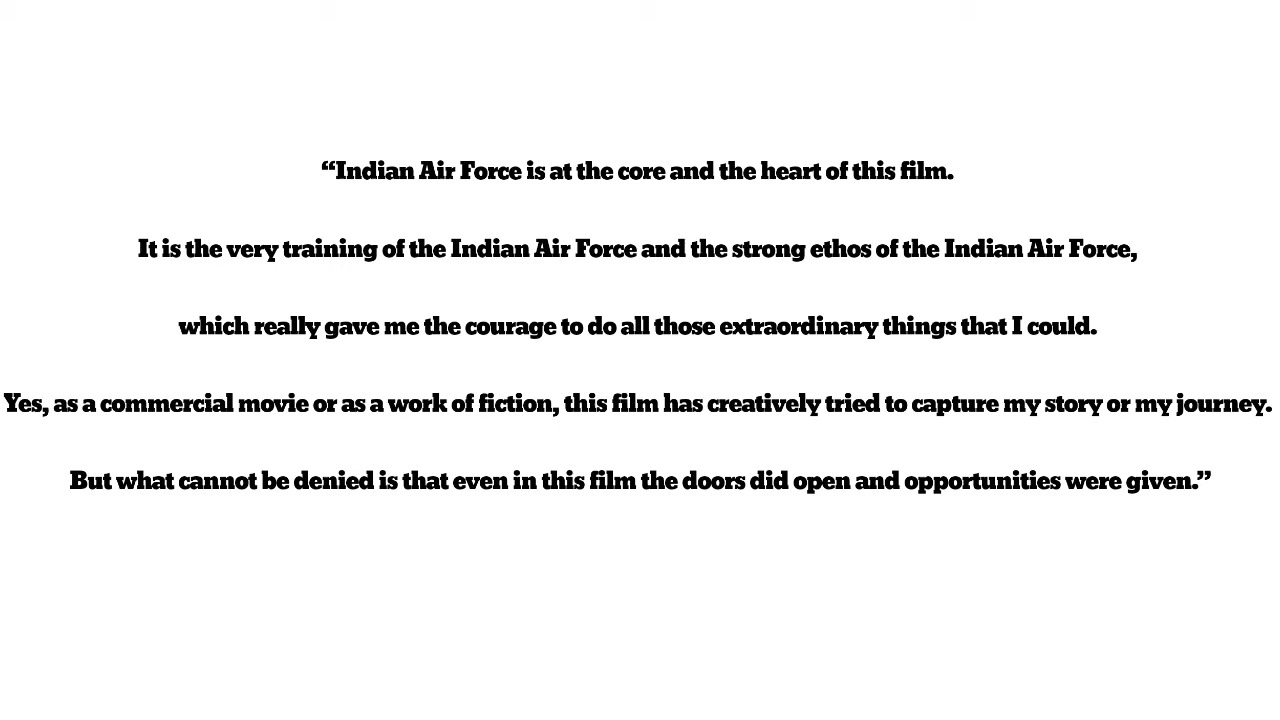 “Indian Air Force is at the core and the heart of this film.
It is the very training of the Indian Air Force and the strong ethos of the Indian Air Force,
which really gave me the courage to do all those extraordinary things that I could.
Yes, as a commercial movie or as a work of fiction, this film has creatively tried to capture my story or my journey.
But what cannot be denied is that even in this film the doors did open and opportunities were given.”